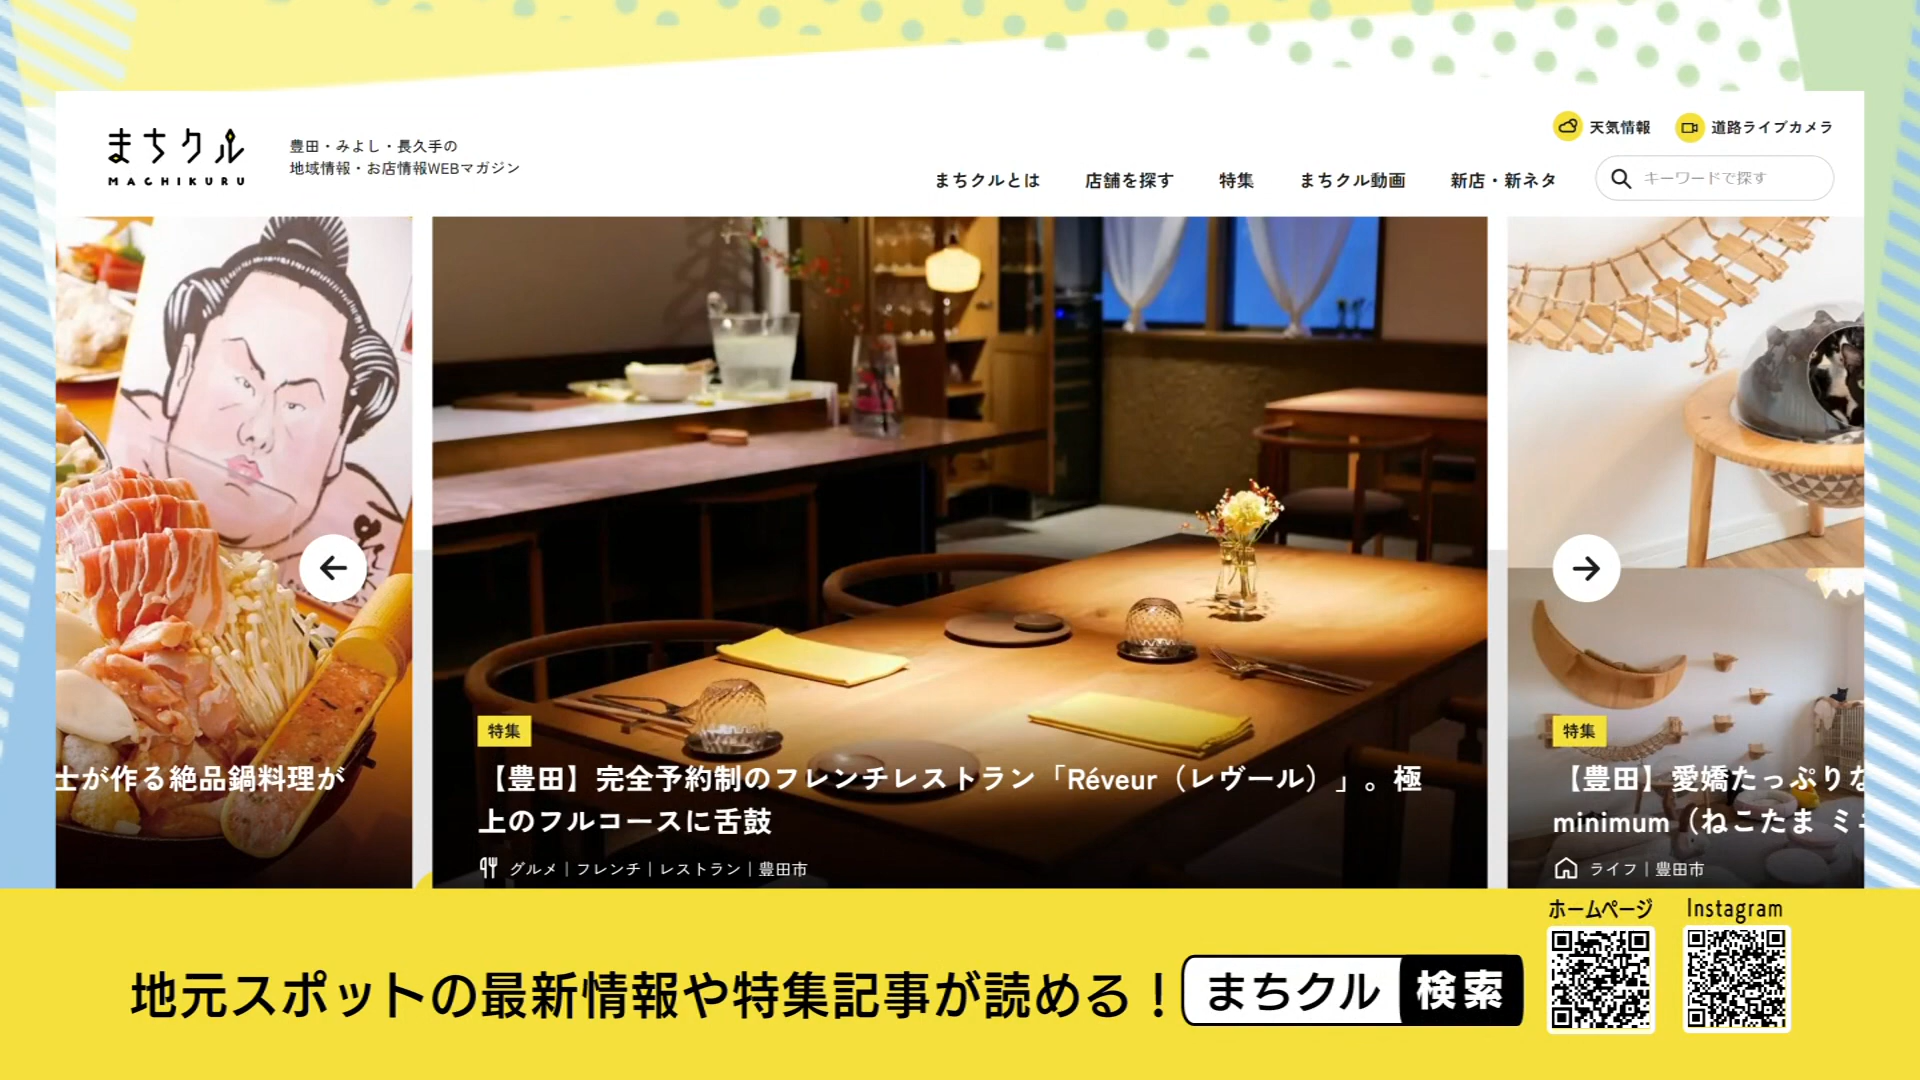 まちクル
MACHIKURU
豊田・みよし・長久手の
地域情報・お店情報WEBマガジン
天気情報
道路ライブカメラ
まちクルとは
店舗を探す
特集
まちクル動画
新店・新ネタ
キーワードで探す
士が作る絶品鍋料理が
特集
【豊田】完全予約制のフレンチレストラン「Réveur（レヴール）」。極
上のフルコースに舌鼓
グルメ｜フレンチ｜レストラン｜豊田市
特集
【豊田】愛嬌たっぷりな
minimum（ねこたま ミニ
ライフ｜豊田市
地元スポットの最新情報や特集記事が読める！
まちクル 検索
ホームページ
Instagram